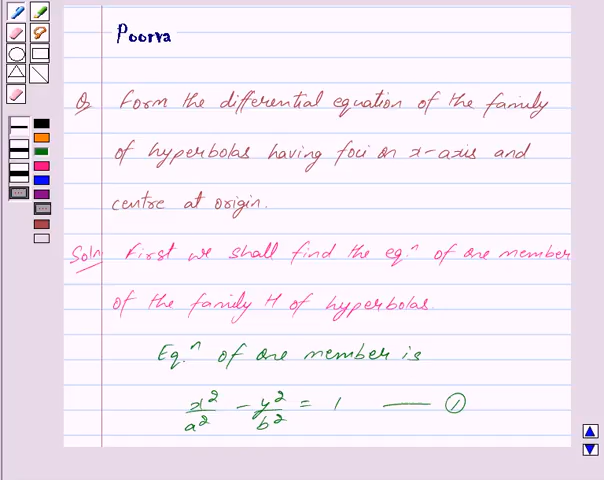 Poorva
Q Form the differential equation of the family
of hyperbolas having foci on x-axis and
centre at origin.
Soln First we shall find the eq.ⁿ of one member
of the family H of hyperbolas.
Eq.ⁿ of one member is
x²/a² - y²/b² = 1 —— ①